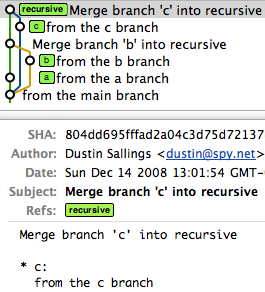 recursive Merge branch 'c' into recursive
c from the c branch
Merge branch 'b' into recursive
b from the b branch
a from the a branch
from the main branch
SHA: 804dd695fffad2a04c3d75d72137
Author: Dustin Sallings <dustin@spy.net>
Date: Sun Dec 14 2008 13:01:54 GMT-
Subject: Merge branch 'c' into recursive
Refs: recursive
Merge branch 'c' into recursive
* c:
from the c branch